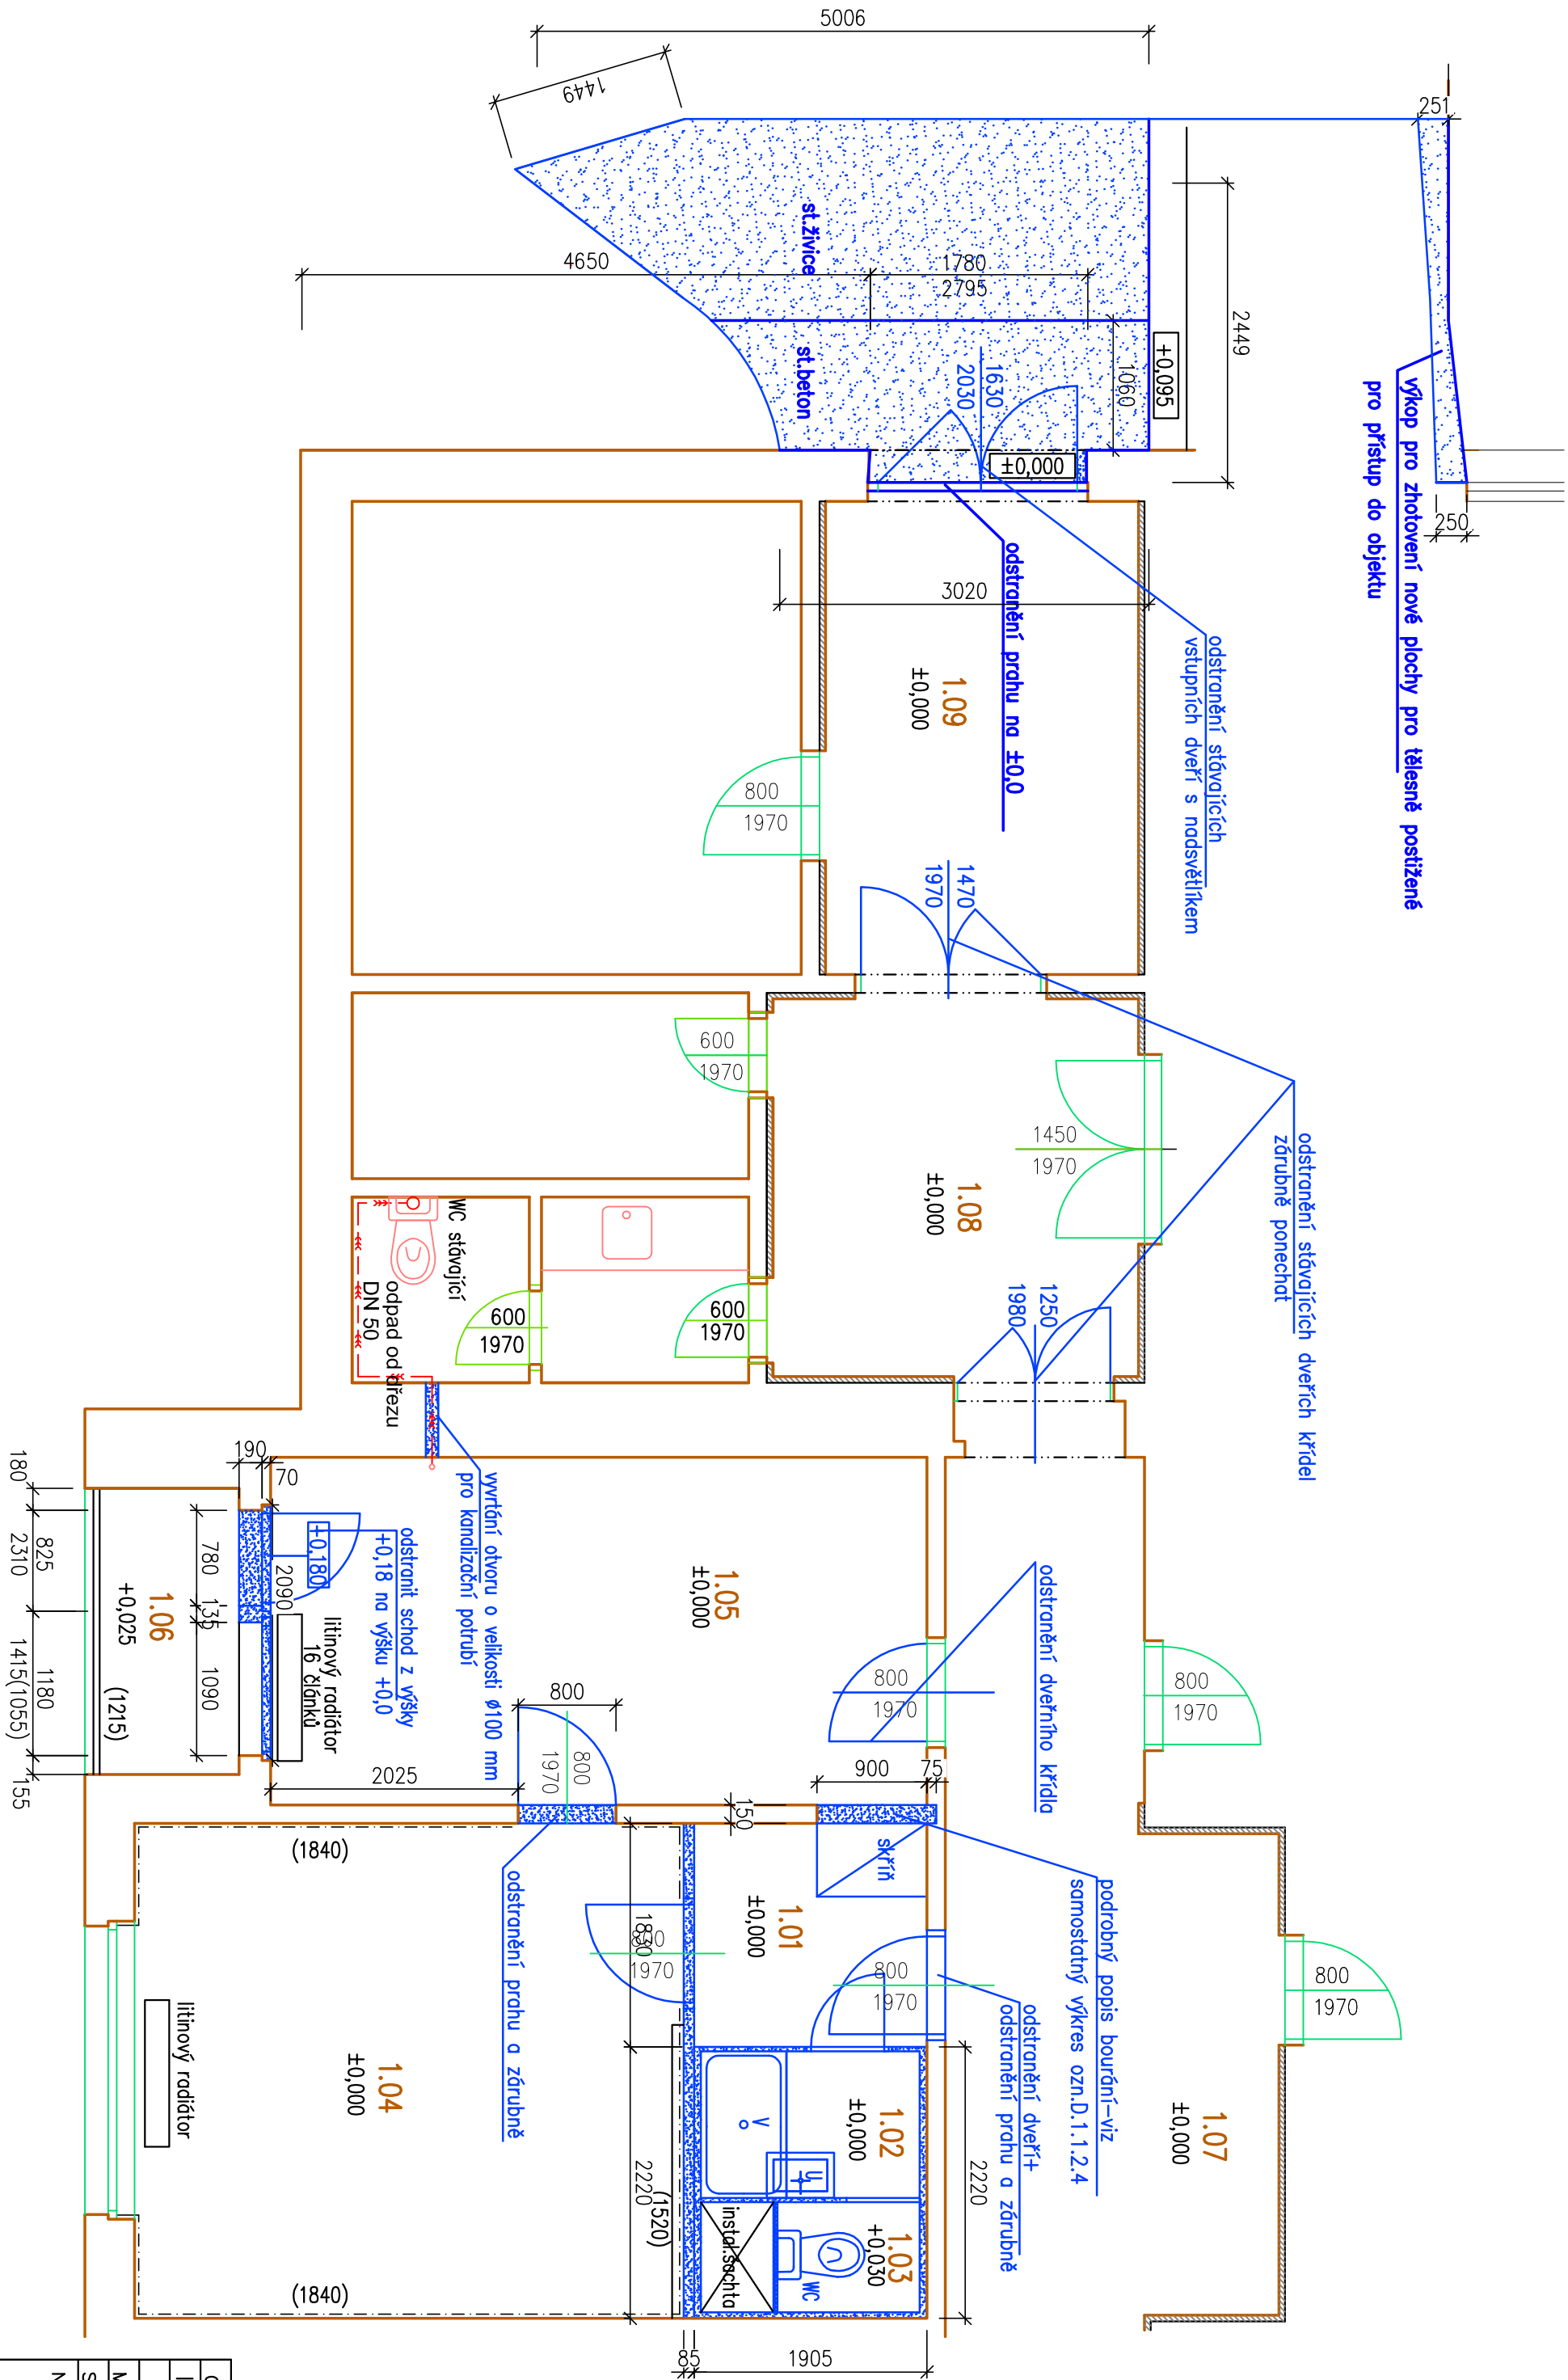 5006
1449
251
st.živice
4650
1780
2795
2449
+0,095
1060
st.beton
1630
2030
±0,000
250
výkop pro zhotovení nové plochy pro tělesně postižené
pro přístup do objektu
odstranění prahu na ±0,0
3020
odstranění stávajících
vstupních dveří s nadsvětlíkem
1.09
±0,000
800
1970
1470
1970
600
1970
1450
1970
odstranění stávajících dveřích křídel
zárubně ponechat
1.08
±0,000
WC stávající
odpad od dřezu
DN 50
600
1970
600
1970
1250
1980
190
70
180
825
2310
780
135
1090
1180
1415(1055)
155
1.06
+0,025
(1215)
+0,180
2090
odstranit schod z výšky
+0,18 na výšku +0,0
litinový radiátor
16 článků
vyvrtání otvoru o velikosti ø100 mm
pro kanalizační potrubí
1.05
±0,000
odstranění dveřního křídla
800
1970
800
1970
800
800
1970
2025
900
75
150
skříň
(1840)
odstranění prahu a zárubně
1830
800
1970
1.01
±0,000
800
1970
podrobný popis bourání-viz
samostatný výkres ozn.D.1.1.2.4
odstranění dveří+
odstranění prahu a zárubně
800
1970
1.07
±0,000
litinový radiátor
1.04
±0,000
V
U
1.02
±0,000
2220
2220
(1520)
instal.šachta
WC
1.03
+0,030
(1840)
85
1905